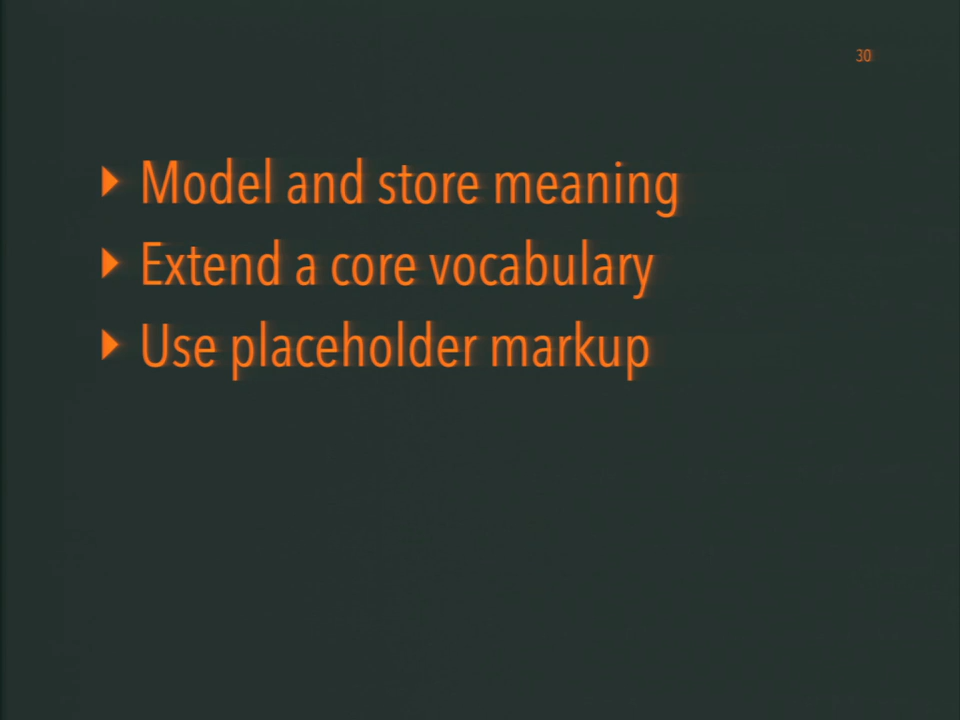 30
Model and store meaning
Extend a core vocabulary
Use placeholder markup